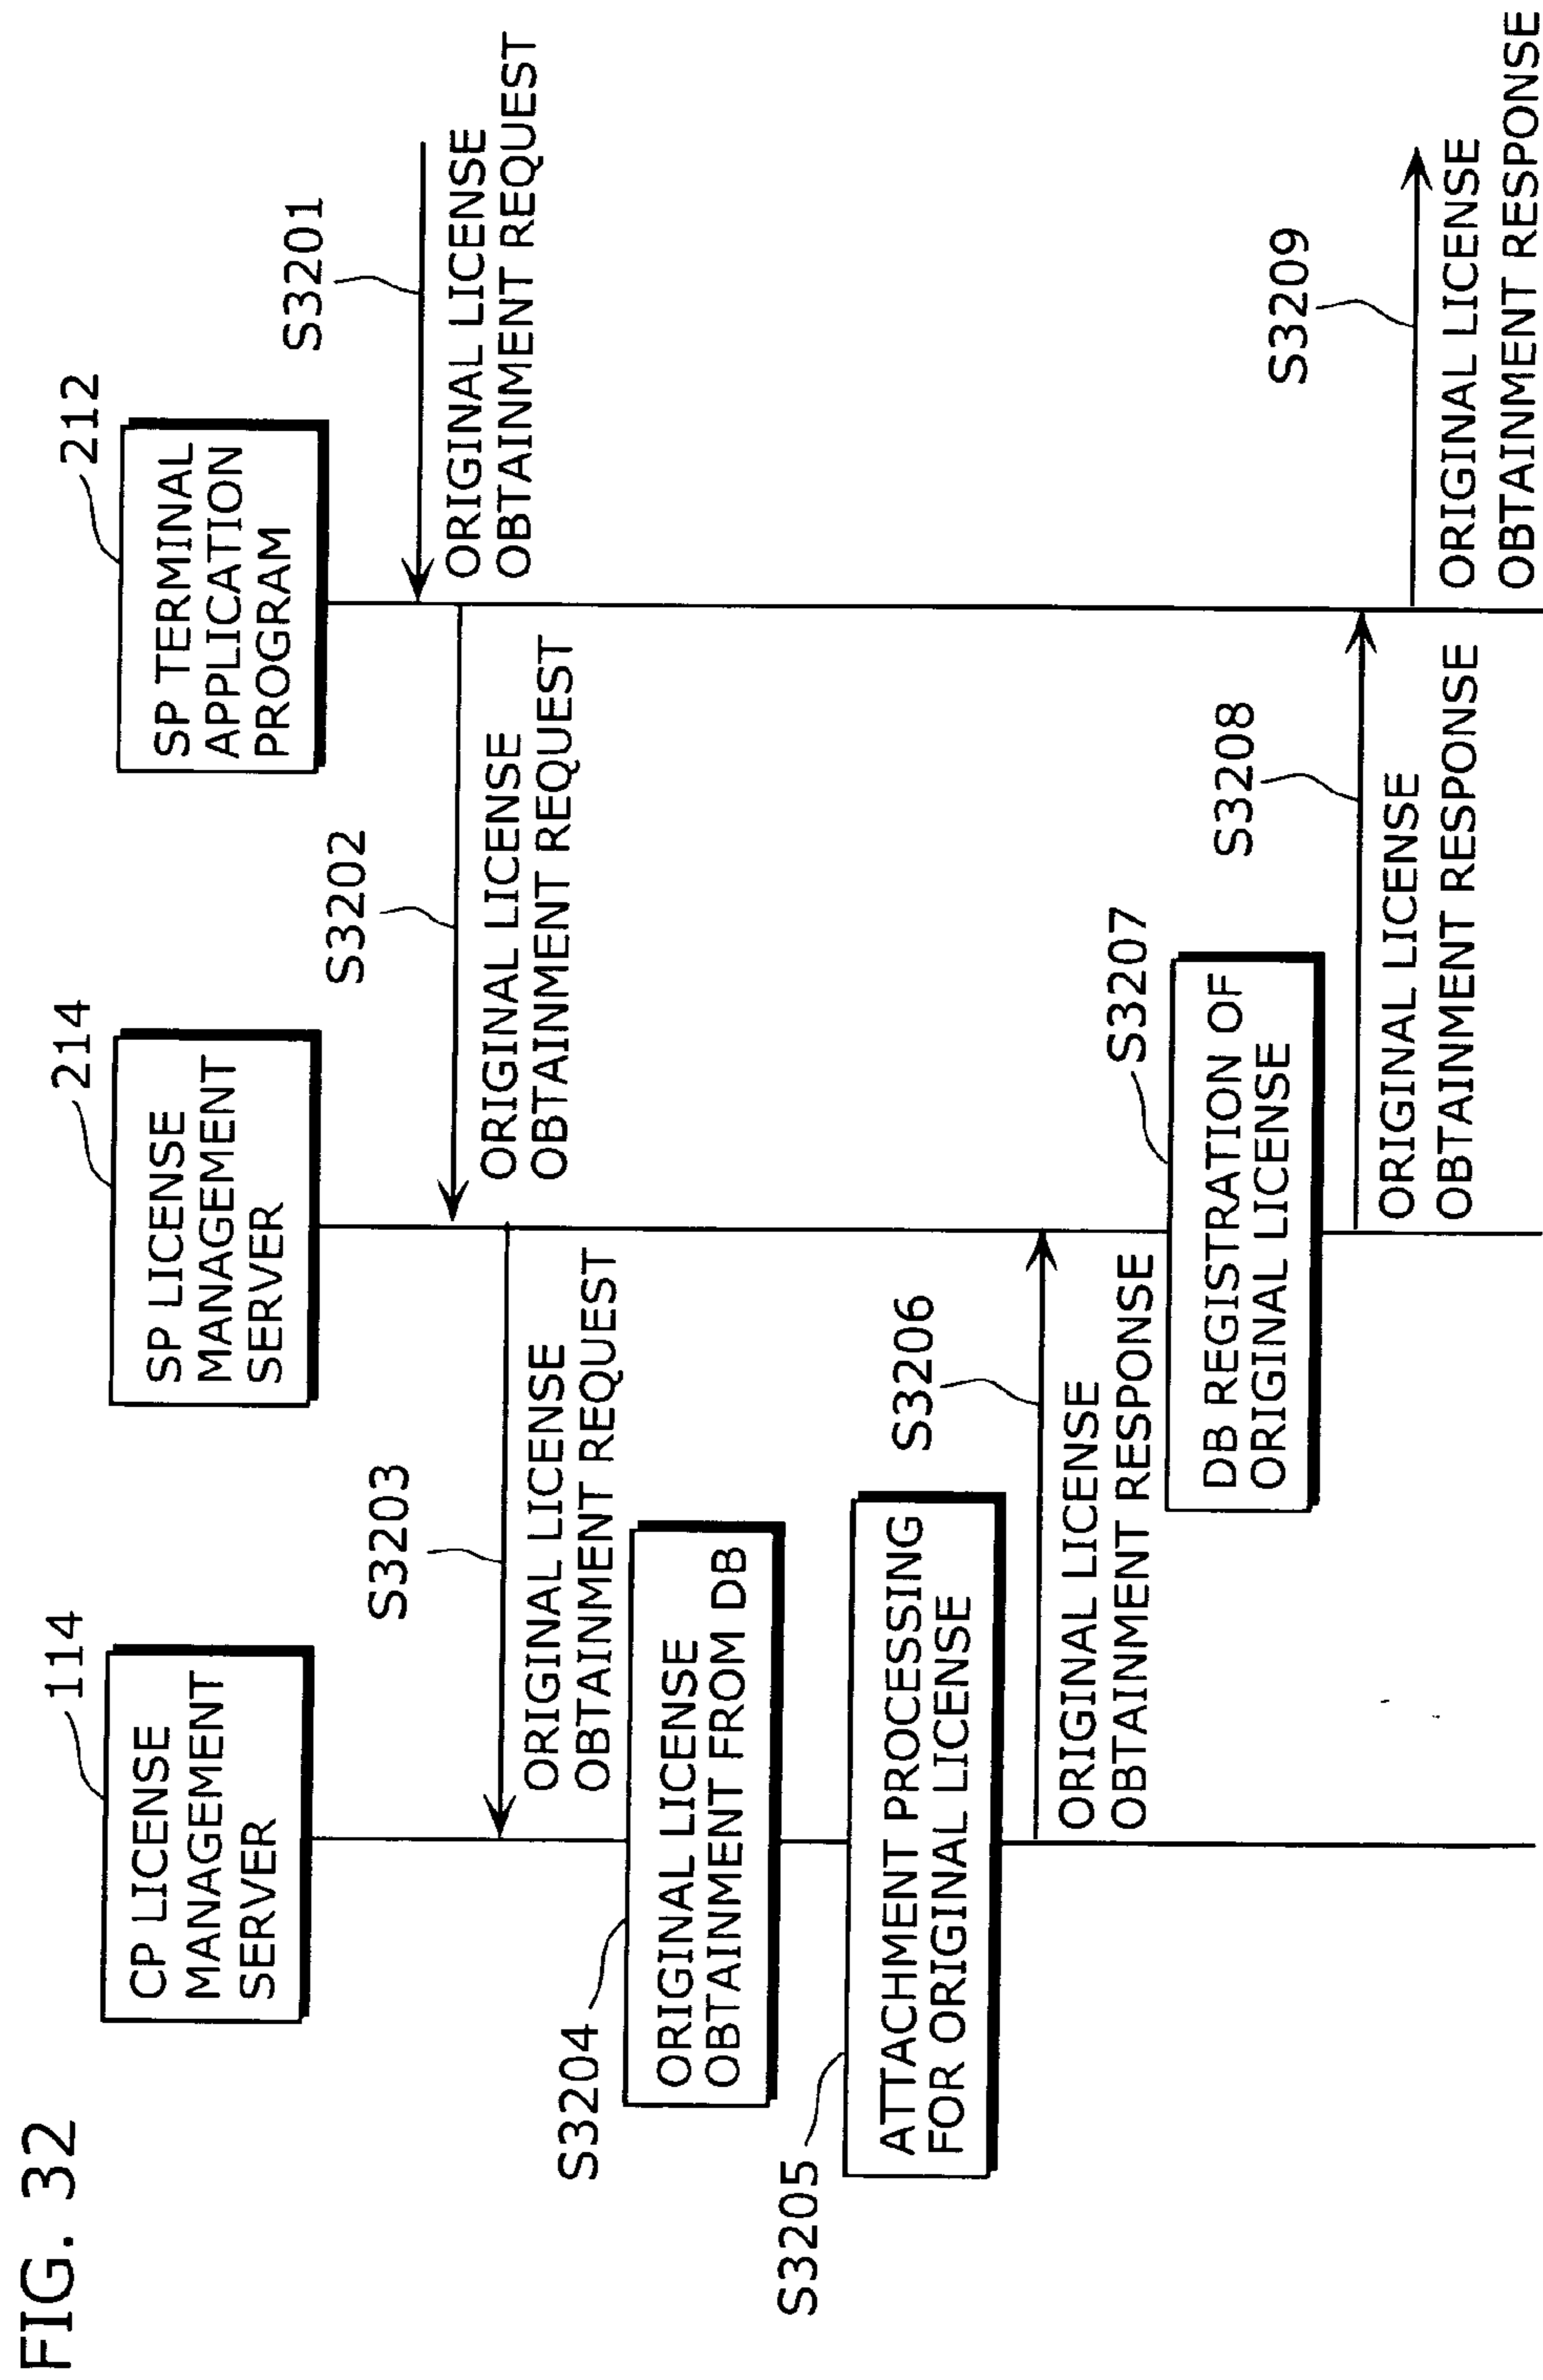 FIG. 32
114
CP LICENSE
MANAGEMENT
SERVER
214
SP LICENSE
MANAGEMENT
SERVER
212
SP TERMINAL
APPLICATION
PROGRAM
S3201
ORIGINAL LICENSE
OBTAINMENT REQUEST
S3202
ORIGINAL LICENSE
OBTAINMENT REQUEST
S3203
ORIGINAL LICENSE
OBTAINMENT REQUEST
S3204
ORIGINAL LICENSE
OBTAINMENT FROM DB
S3205
ATTACHMENT PROCESSING
FOR ORIGINAL LICENSE
S3206
ORIGINAL LICENSE
OBTAINMENT RESPONSE
S3207
DB REGISTRATION OF
ORIGINAL LICENSE
S3208
ORIGINAL LICENSE
OBTAINMENT RESPONSE
S3209
ORIGINAL LICENSE
OBTAINMENT RESPONSE